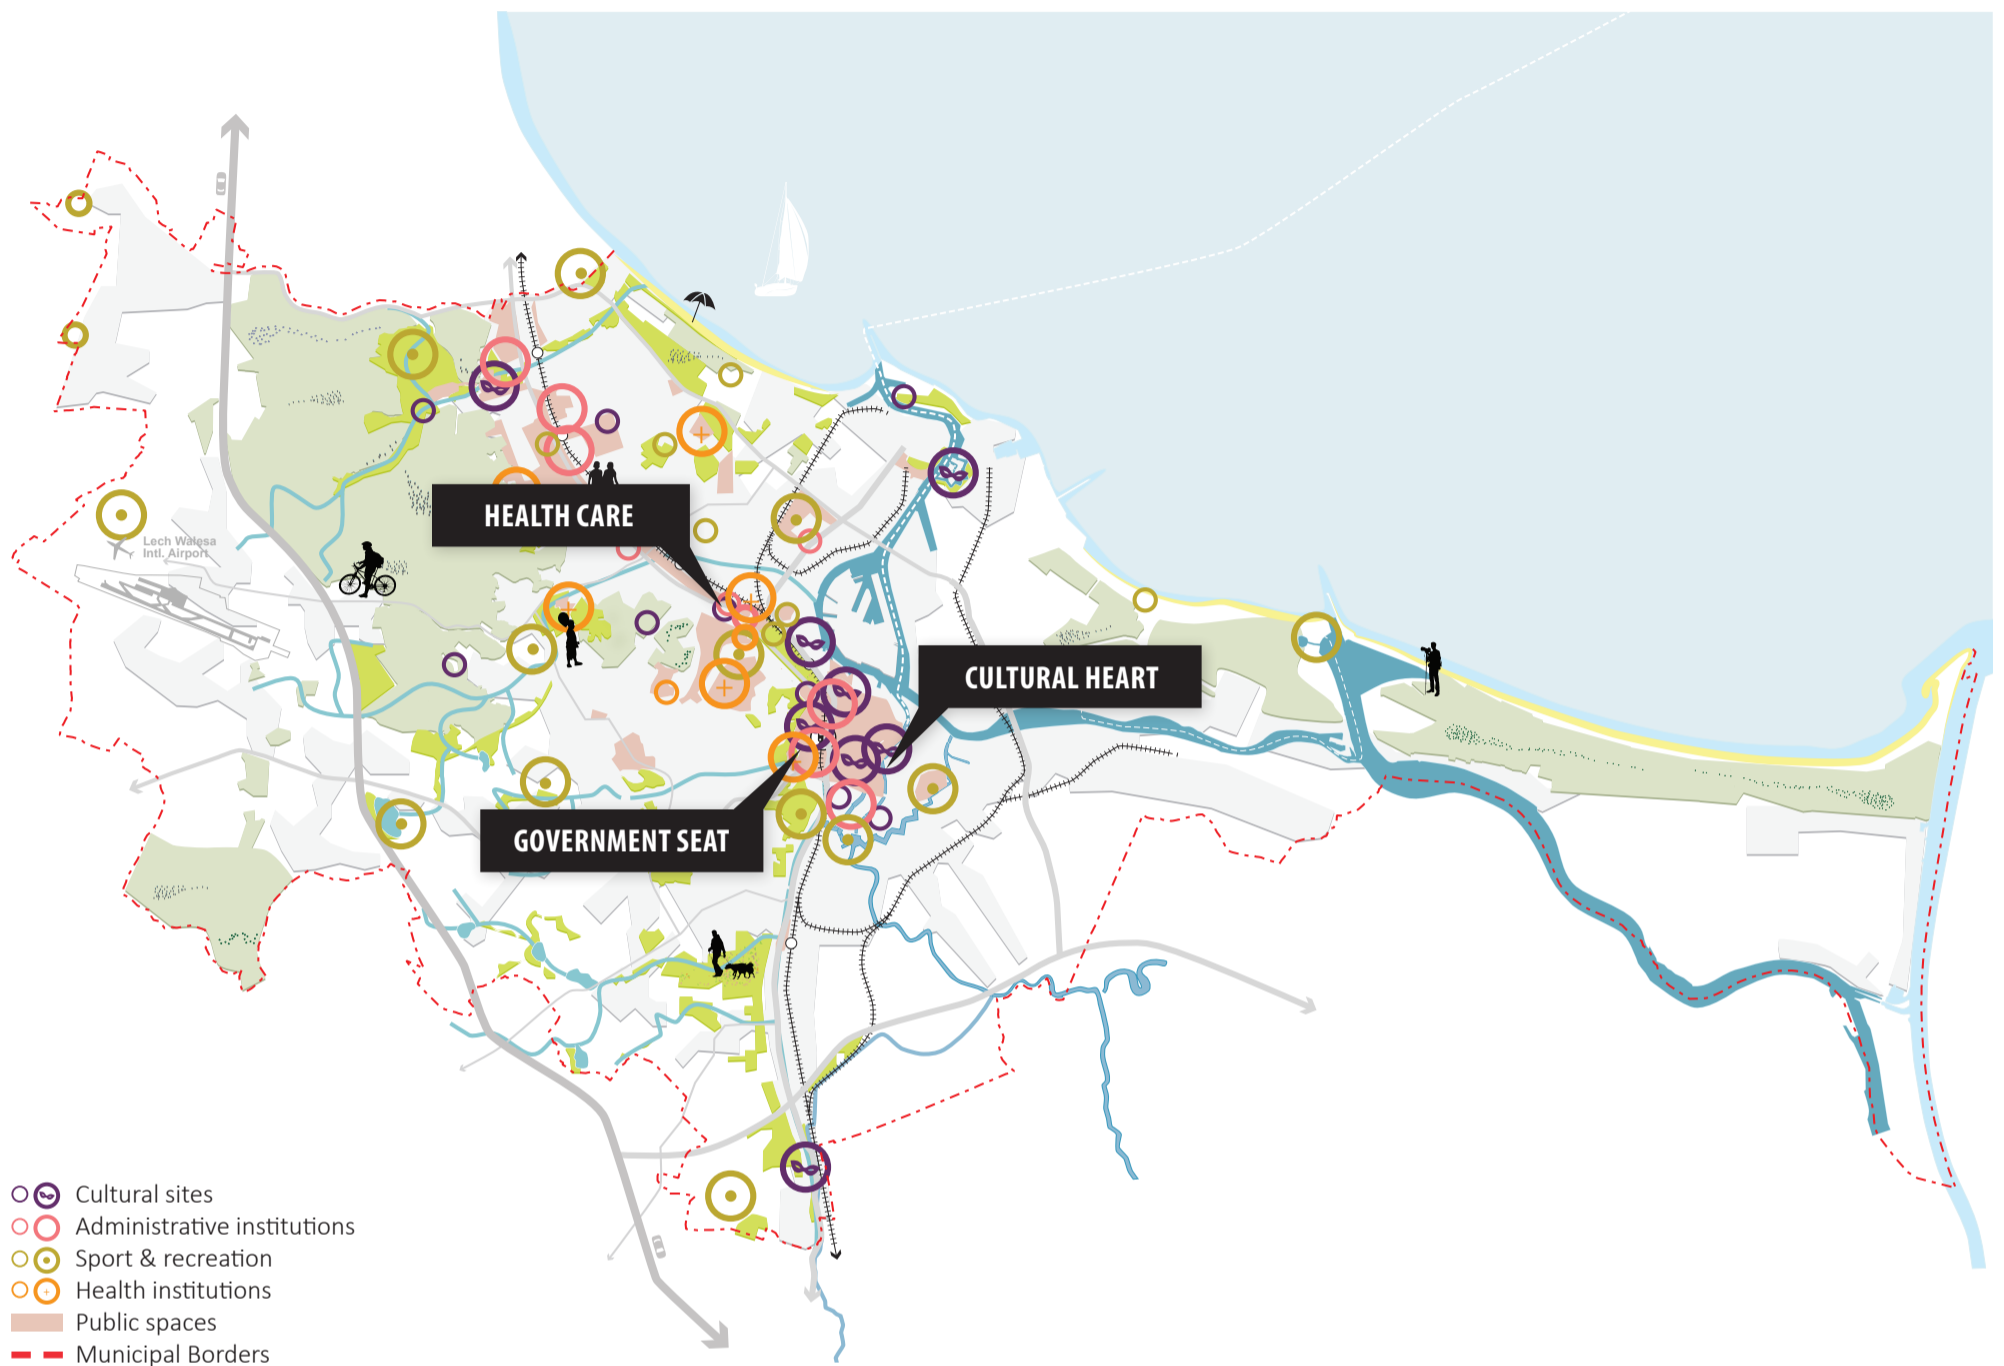 Lech Wałęsa
Intl. Airport
HEALTH CARE
CULTURAL HEART
GOVERNMENT SEAT
Cultural sites
Administrative institutions
Sport & recreation
Health institutions
Public spaces
Municipal Borders